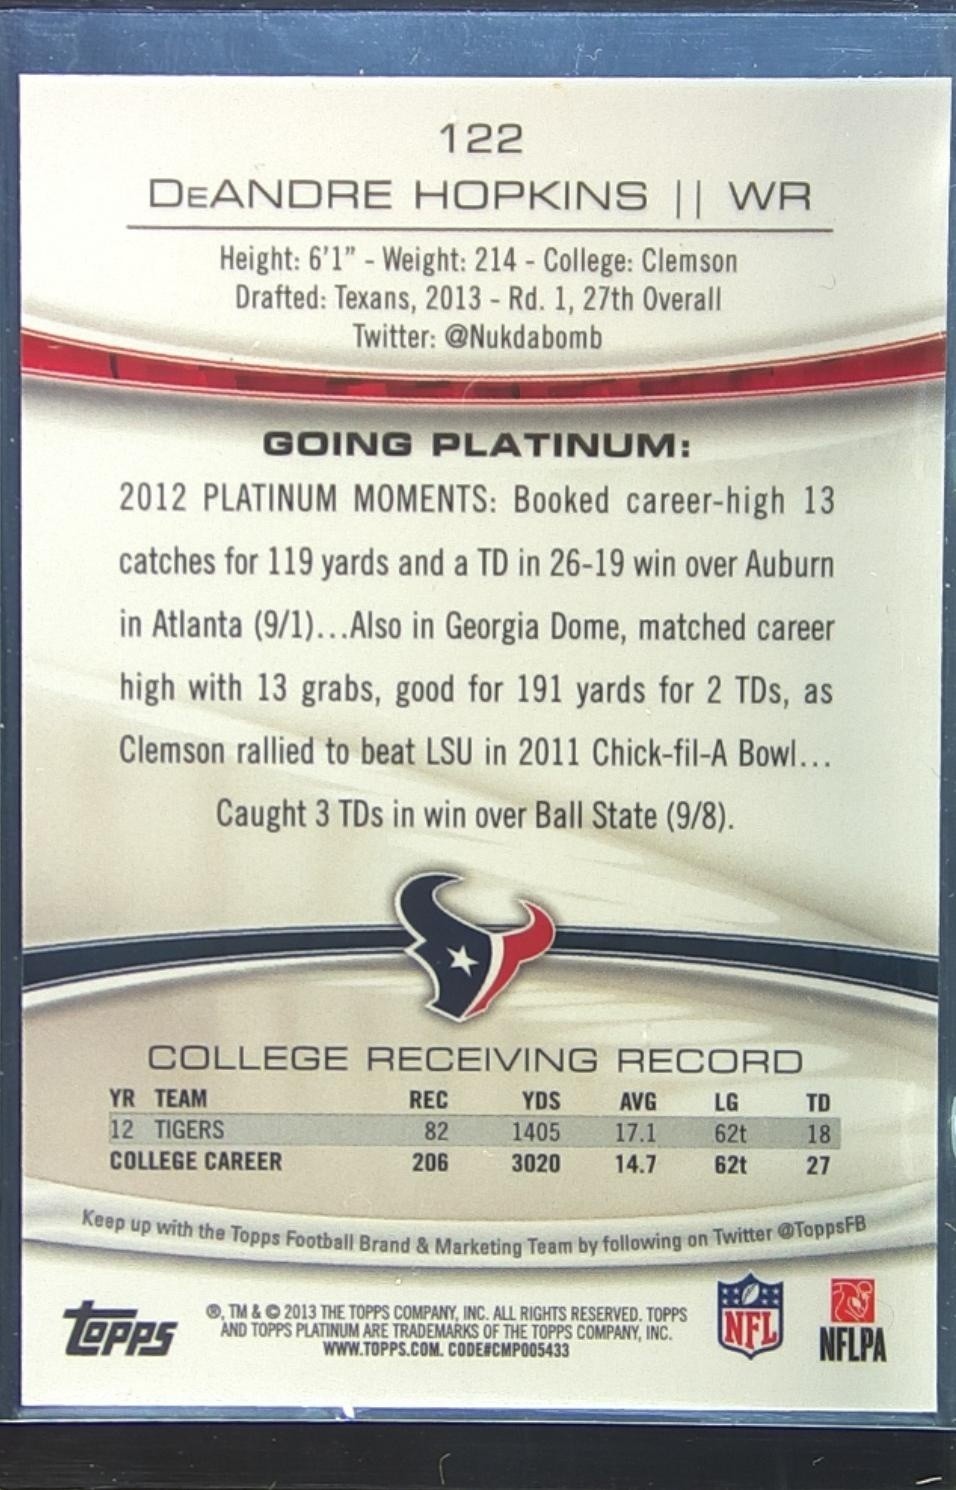 122
DeANDRE HOPKINS || WR
Height: 6'1" - Weight: 214 - College: Clemson
Drafted: Texans, 2013 - Rd. 1, 27th Overall
Twitter: @Nukdabomb
GOING PLATINUM:
2012 PLATINUM MOMENTS: Booked career-high 13
catches for 119 yards and a TD in 26-19 win over Auburn
in Atlanta (9/1)...Also in Georgia Dome, matched career
high with 13 grabs, good for 191 yards for 2 TDs, as
Clemson rallied to beat LSU in 2011 Chick-fil-A Bowl...
Caught 3 TDs in win over Ball State (9/8).
COLLEGE RECEIVING RECORD
YR TEAM REC YDS AVG LG TD
12 TIGERS 82 1405 17.1 62t 18
COLLEGE CAREER 206 3020 14.7 62t 27
Keep up with the Topps Football Brand & Marketing Team by following on Twitter @ToppsFB
Topps
®, TM & © 2013 THE TOPPS COMPANY, INC. ALL RIGHTS RESERVED. TOPPS
AND TOPPS PLATINUM ARE TRADEMARKS OF THE TOPPS COMPANY, INC.
WWW.TOPPS.COM. CODE#CMP005433
NFL
NFLPA